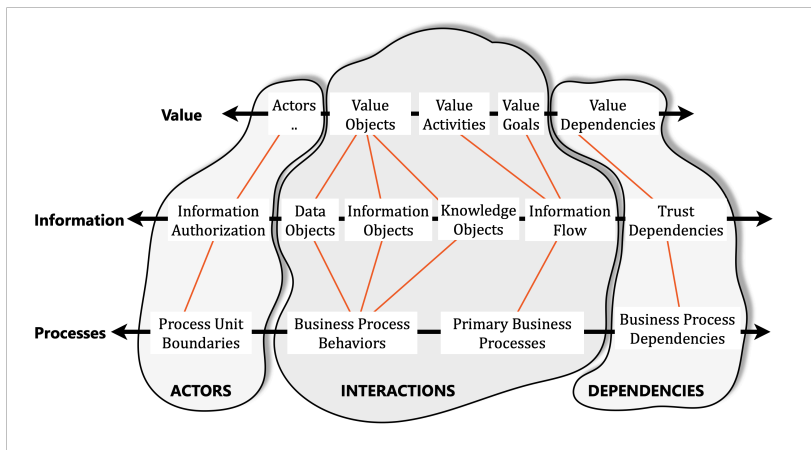 Value
Actors
..
Value
Objects
Value
Activities
Value
Goals
Value
Dependencies
Information
Information
Authorization
Data
Objects
Information
Objects
Knowledge
Objects
Information
Flow
Trust
Dependencies
Processes
Process Unit
Boundaries
Business Process
Behaviors
Primary Business
Processes
Business Process
Dependencies
ACTORS
INTERACTIONS
DEPENDENCIES